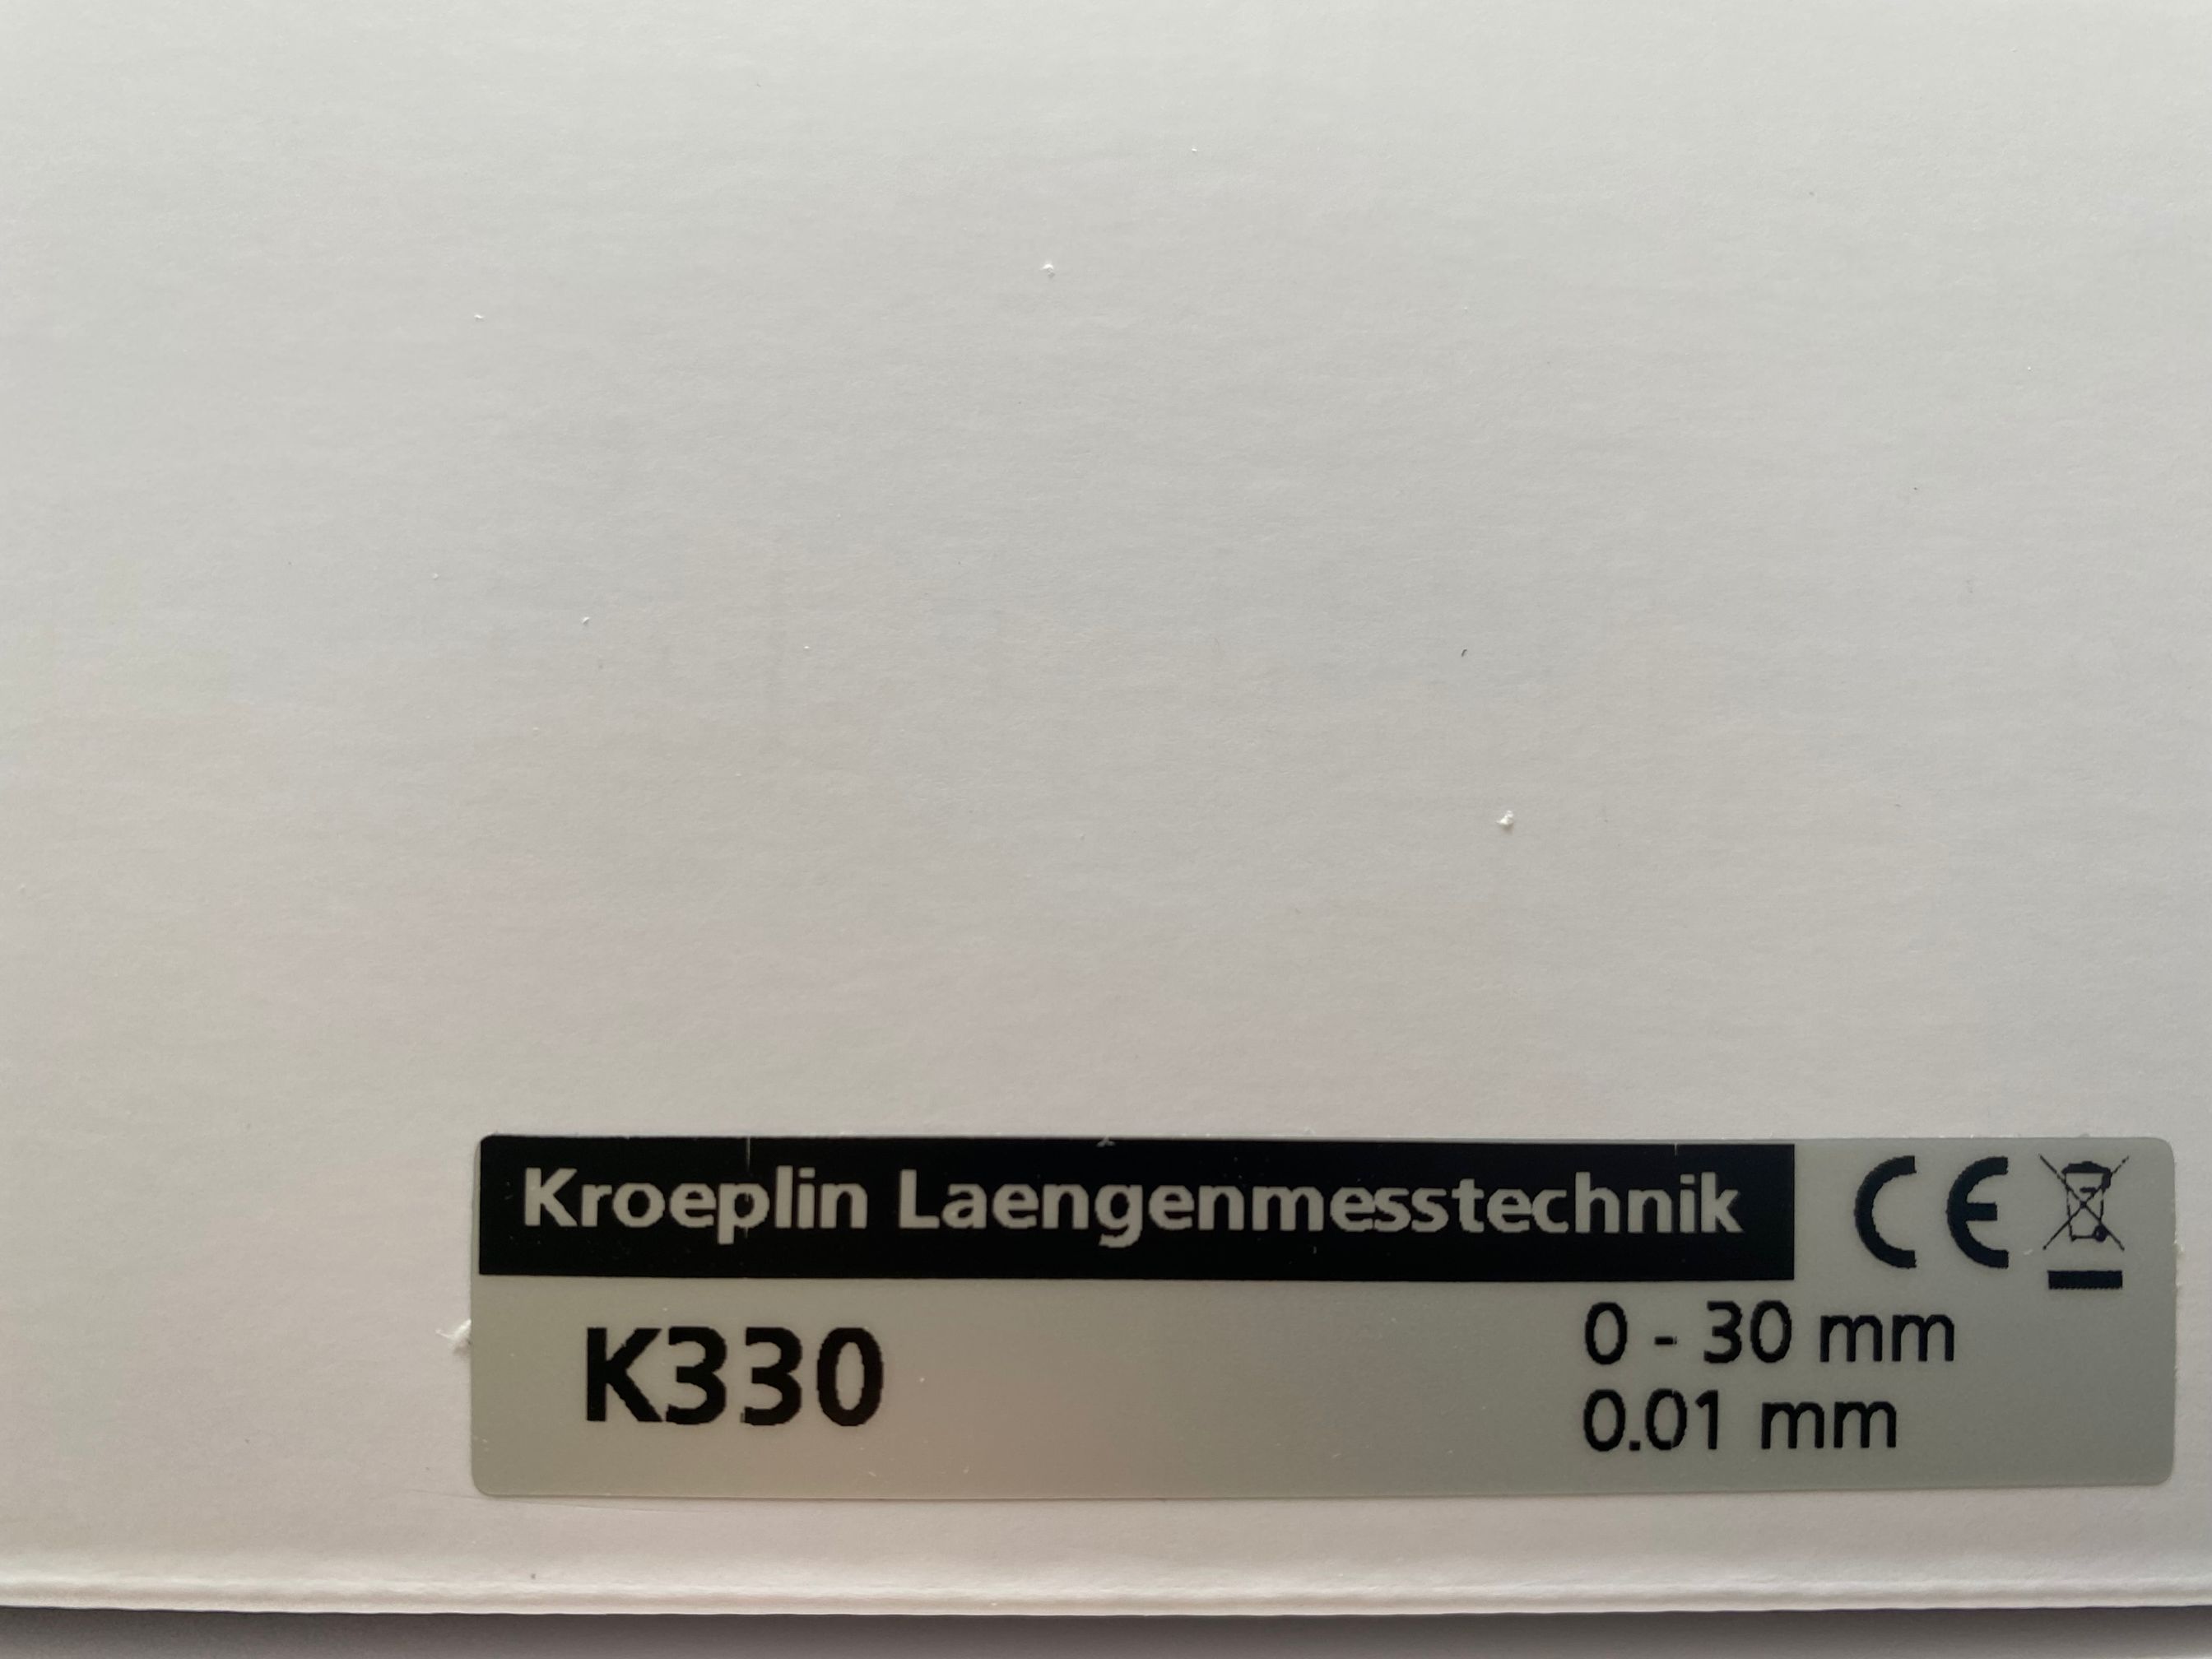 Kroeplin Laengenmesstechnik CE
K330
0 - 30 mm
0.01 mm